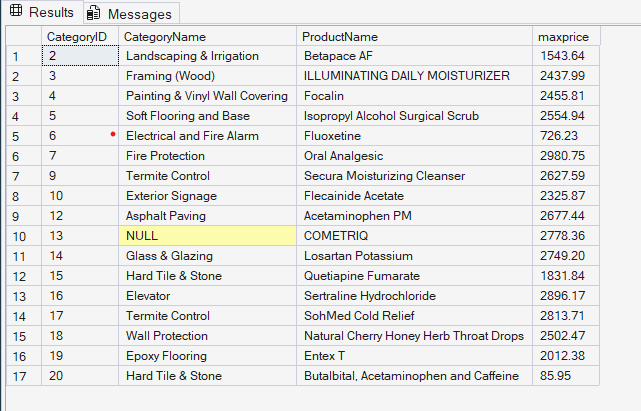 Results Messages
CategoryID CategoryName ProductName maxprice
1 2 Landscaping & Irrigation Betapace AF 1543.64
2 3 Framing (Wood) ILLUMINATING DAILY MOISTURIZER 2437.99
3 4 Painting & Vinyl Wall Covering Focalin 2455.81
4 5 Soft Flooring and Base Isopropyl Alcohol Surgical Scrub 2554.94
5 6 Electrical and Fire Alarm Fluoxetine 726.23
6 7 Fire Protection Oral Analgesic 2980.75
7 9 Termite Control Secura Moisturizing Cleanser 2627.59
8 10 Exterior Signage Flecainide Acetate 2325.87
9 12 Asphalt Paving Acetaminophen PM 2677.44
10 13 NULL COMETRIQ 2778.36
11 14 Glass & Glazing Losartan Potassium 2749.20
12 15 Hard Tile & Stone Quetiapine Fumarate 1831.84
13 16 Elevator Sertraline Hydrochloride 2896.17
14 17 Termite Control SohMed Cold Relief 2813.71
15 18 Wall Protection Natural Cherry Honey Herb Throat Drops 2502.47
16 19 Epoxy Flooring Entex T 2012.38
17 20 Hard Tile & Stone Butalbital, Acetaminophen and Caffeine 85.95